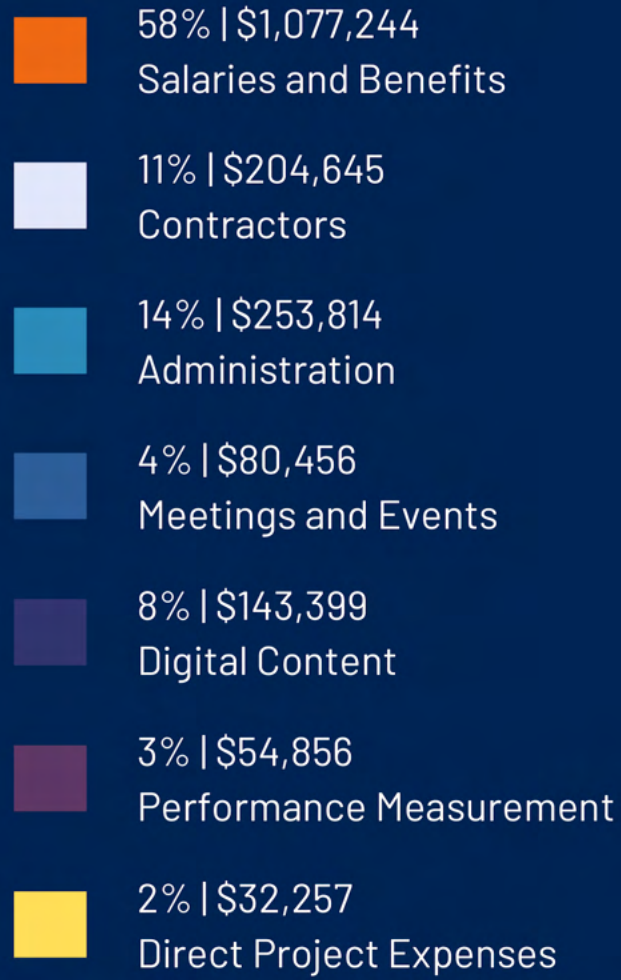 58% | $1,077,244
Salaries and Benefits
11% | $204,645
Contractors
14% | $253,814
Administration
4% | $80,456
Meetings and Events
8% | $143,399
Digital Content
3% | $54,856
Performance Measurement
2% | $32,257
Direct Project Expenses